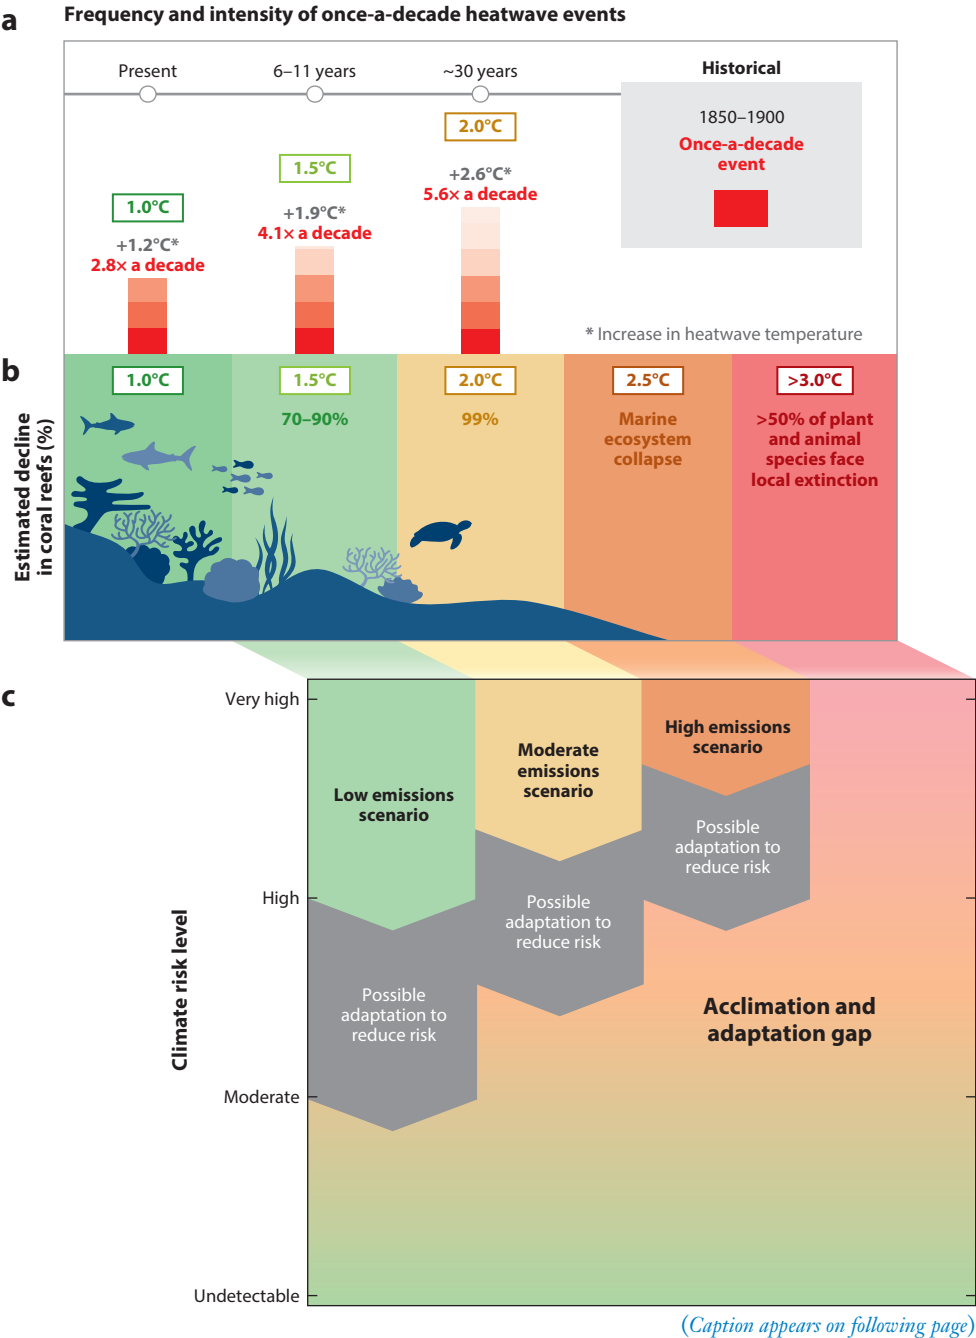 a
Frequency and intensity of once-a-decade heatwave events
Present
6–11 years
~30 years
Historical
1850–1900
Once-a-decade
event
1.0°C
+1.2°C*
2.8× a decade
1.5°C
+1.9°C*
4.1× a decade
2.0°C
+2.6°C*
5.6× a decade
* Increase in heatwave temperature
b
Estimated decline
in coral reefs (%)
1.0°C
1.5°C
70–90%
2.0°C
99%
2.5°C
Marine
ecosystem
collapse
>3.0°C
>50% of plant
and animal
species face
local extinction
c
Climate risk level
Very high
High
Moderate
Undetectable
Low emissions
scenario
Possible
adaptation to
reduce risk
Moderate
emissions
scenario
Possible
adaptation to
reduce risk
High emissions
scenario
Possible
adaptation to
reduce risk
Acclimation and
adaptation gap
(Caption appears on following page)